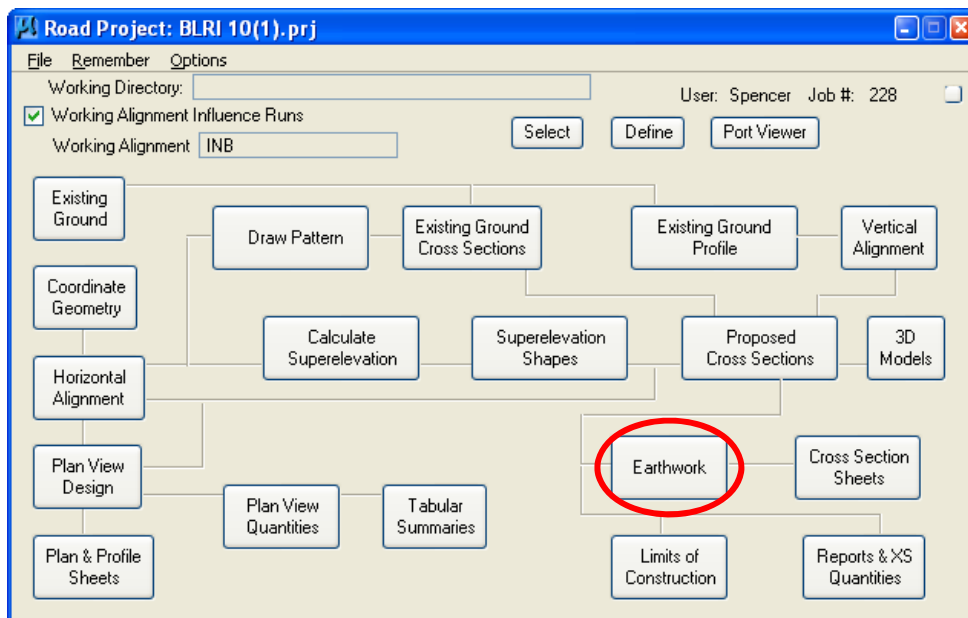 Road Project: BLRI 10(1).prj
File Remember Options
Working Directory:
User: Spencer Job #: 228
Working Alignment Influence Runs
Working Alignment INB
Select Define Port Viewer
Existing
Ground
Draw Pattern
Existing Ground
Cross Sections
Existing Ground
Profile
Vertical
Alignment
Coordinate
Geometry
Calculate
Superelevation
Superelevation
Shapes
Proposed
Cross Sections
3D
Models
Horizontal
Alignment
Plan View
Design
Earthwork
Cross Section
Sheets
Plan View
Quantities
Tabular
Summaries
Plan & Profile
Sheets
Limits of
Construction
Reports & XS
Quantities